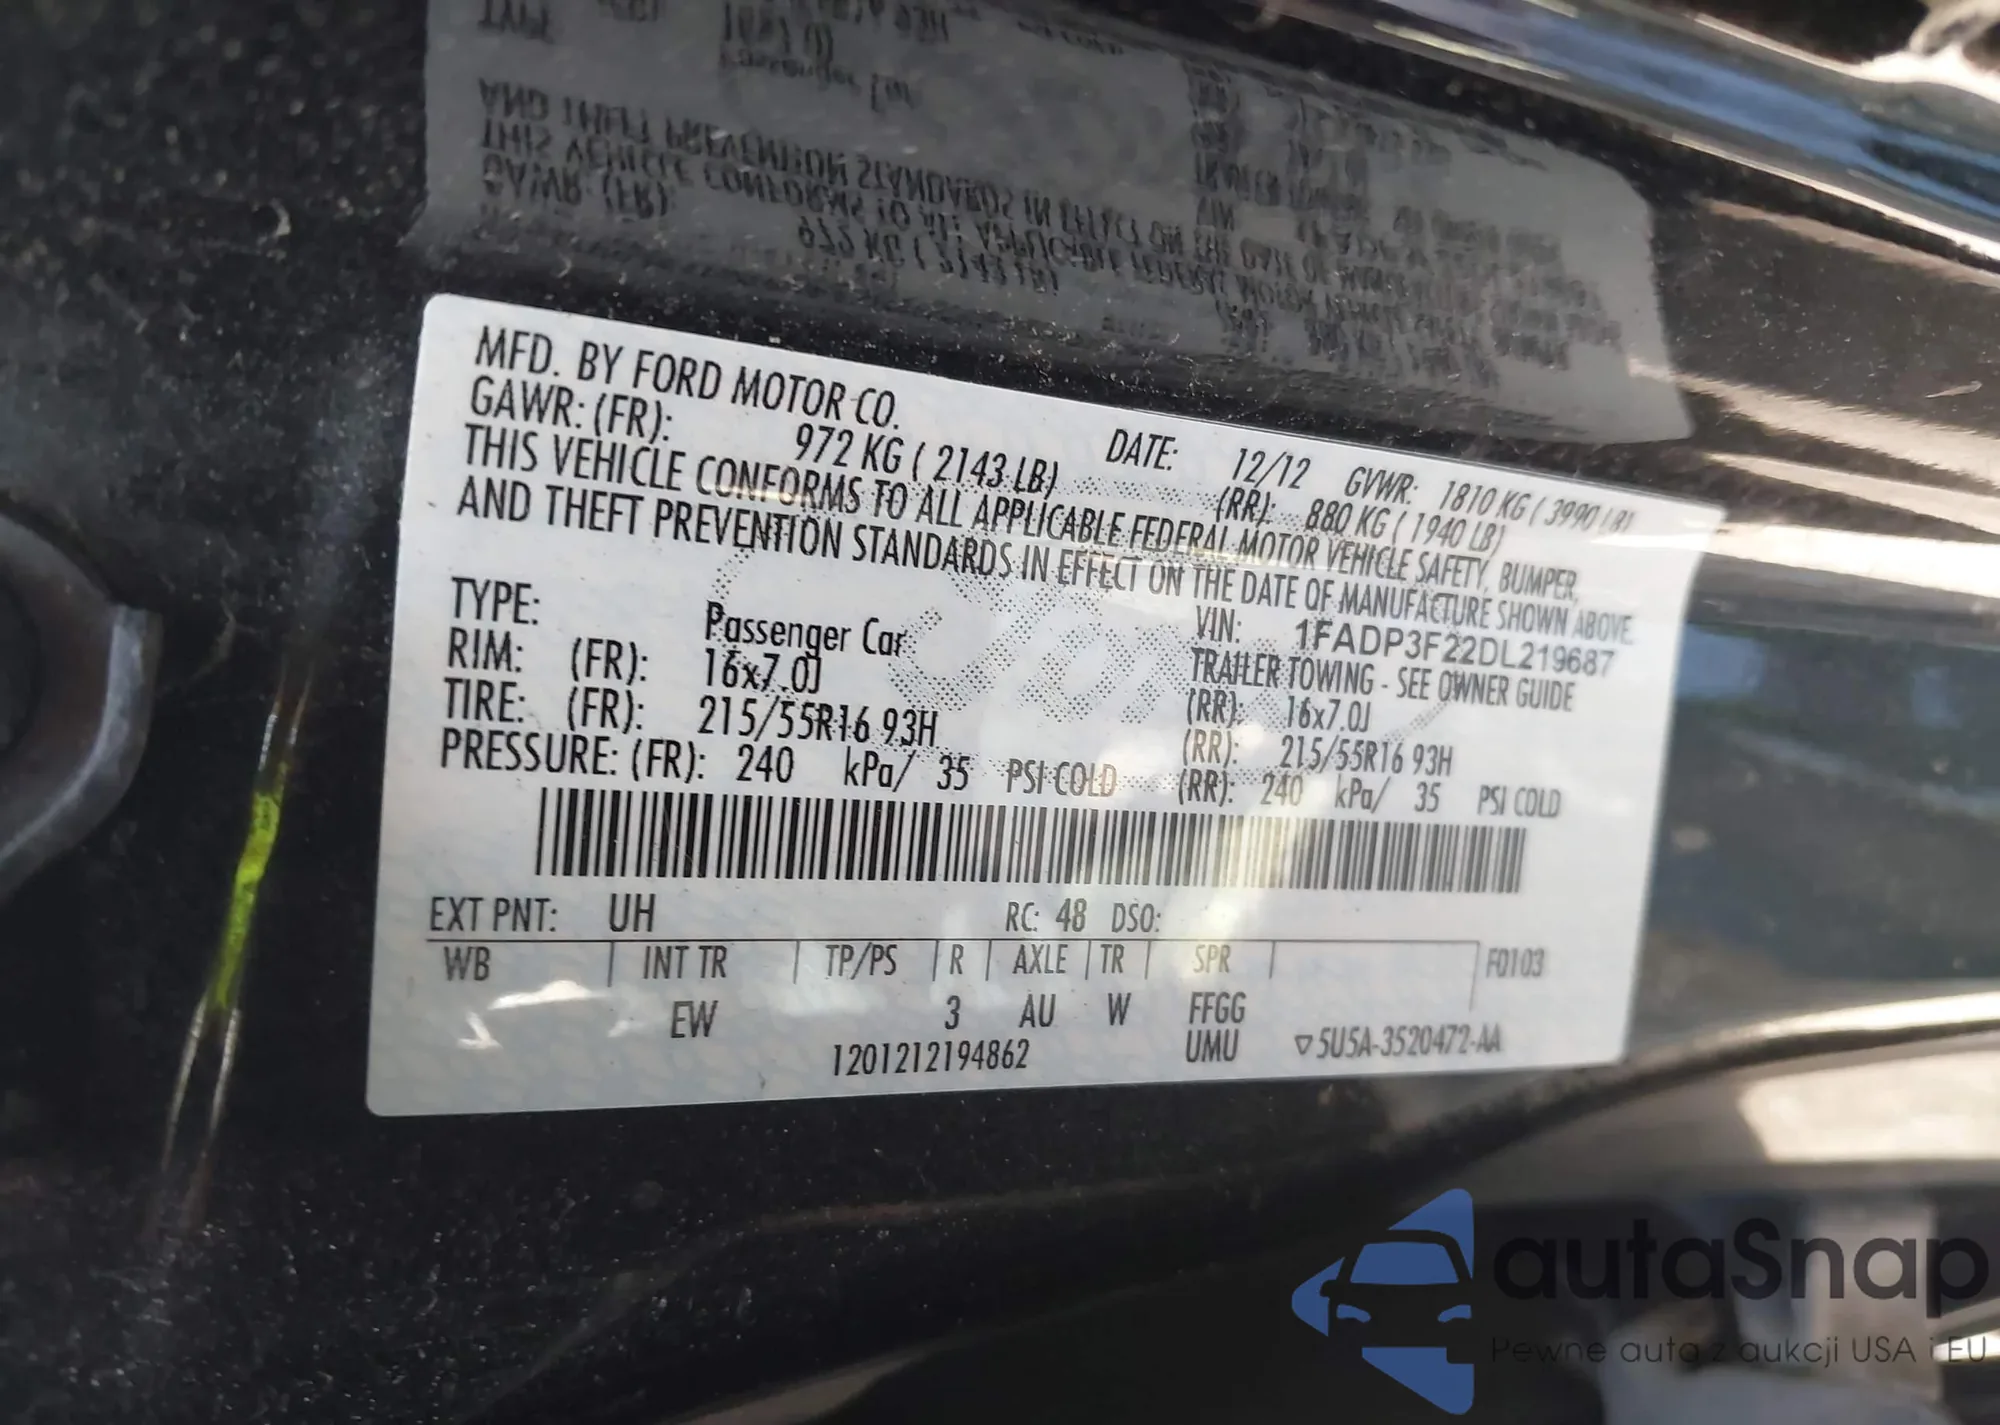 MFD. BY FORD MOTOR CO.
DATE: 12/12 GVWR: 1810 KG ( 3990 LB)
GAWR: (FR): 972 KG ( 2143 LB) (RR): 880 KG ( 1940 LB)
THIS VEHICLE CONFORMS TO ALL APPLICABLE FEDERAL MOTOR VEHICLE SAFETY, BUMPER,
AND THEFT PREVENTION STANDARDS IN EFFECT ON THE DATE OF MANUFACTURE SHOWN ABOVE.
VIN: 1FADP3F22DL219687
TYPE: Passenger Car TRAILER TOWING - SEE OWNER GUIDE
RIM: (FR): 16x7.0J (RR): 16x7.0J
TIRE: (FR): 215/55R16 93H (RR): 215/55R16 93H
PRESSURE: (FR): 240 kPa/ 35 PSI COLD (RR): 240 kPa/ 35 PSI COLD
EXT PNT: UH RC: 48 DSO:
WB INT TR TP/PS R AXLE TR SPR F0103
EW 3 AU W FFGG
1201212194862 UMU ▽5U5A-3520472-AA
autaSnap
Pewne auta z aukcji USA i EU